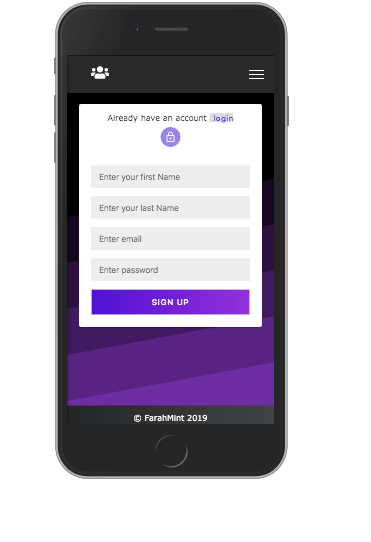 Already have an account login
Enter your first Name
Enter your last Name
Enter email
Enter password
SIGN UP
© FarahMint 2019